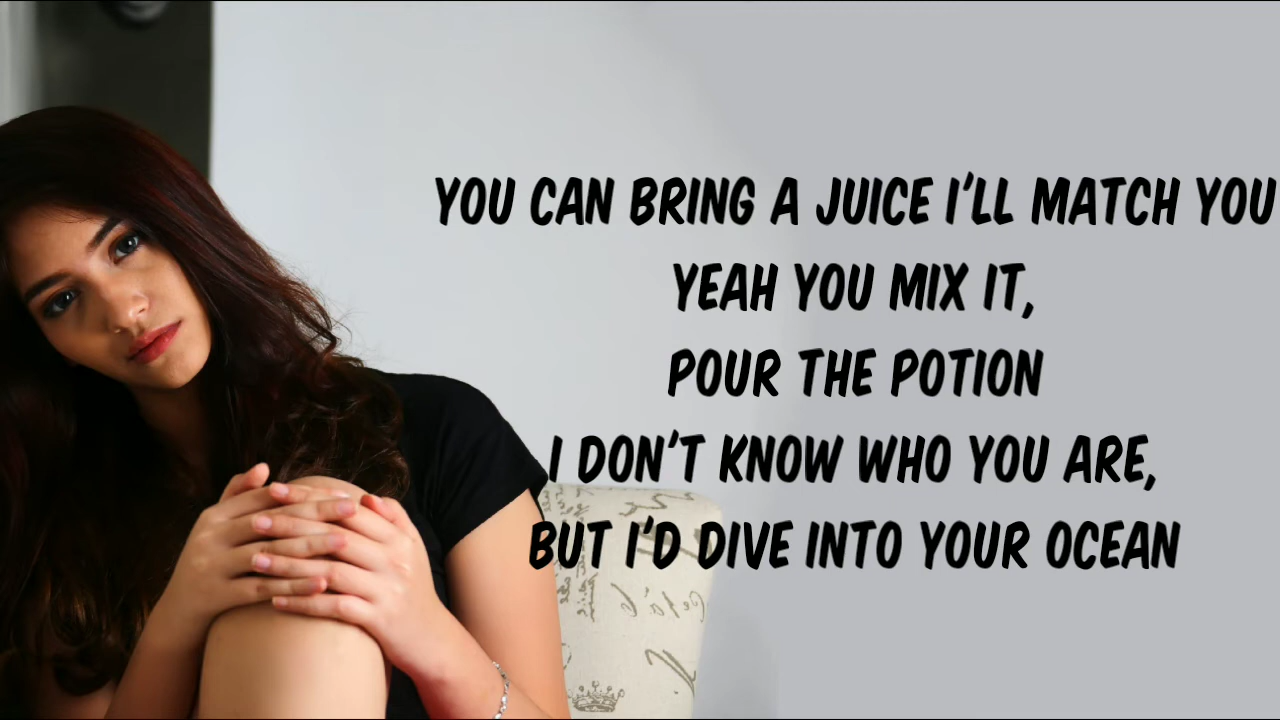 YOU CAN BRING A JUICE I'LL MATCH YOU
YEAH YOU MIX IT,
POUR THE POTION
I DON'T KNOW WHO YOU ARE,
BUT I'D DIVE INTO YOUR OCEAN